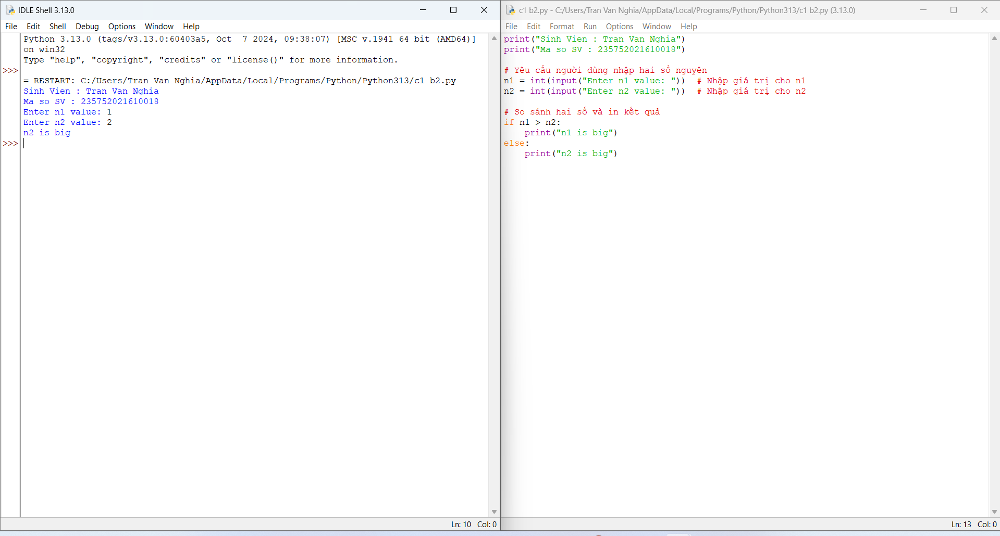 IDLE Shell 3.13.0
File Edit Shell Debug Options Window Help
Python 3.13.0 (tags/v3.13.0:60403a5, Oct  7 2024, 09:38:07) [MSC v.1941 64 bit (AMD64)]
on win32
Type "help", "copyright", "credits" or "license()" for more information.
>>>
= RESTART: C:/Users/Tran Van Nghia/AppData/Local/Programs/Python/Python313/c1 b2.py
Sinh Vien : Tran Van Nghia
Ma so SV : 235752021610018
Enter n1 value: 1
Enter n2 value: 2
n2 is big
>>>
Ln: 10 Col: 0
c1 b2.py - C:/Users/Tran Van Nghia/AppData/Local/Programs/Python/Python313/c1 b2.py (3.13.0)
File Edit Format Run Options Window Help
print("Sinh Vien : Tran Van Nghia")
print("Ma so SV : 235752021610018")
# Yêu cầu người dùng nhập hai số nguyên
n1 = int(input("Enter n1 value: "))  # Nhập giá trị cho n1
n2 = int(input("Enter n2 value: "))  # Nhập giá trị cho n2
# So sánh hai số và in kết quả
if n1 > n2:
    print("n1 is big")
else:
    print("n2 is big")
Ln: 13 Col: 0